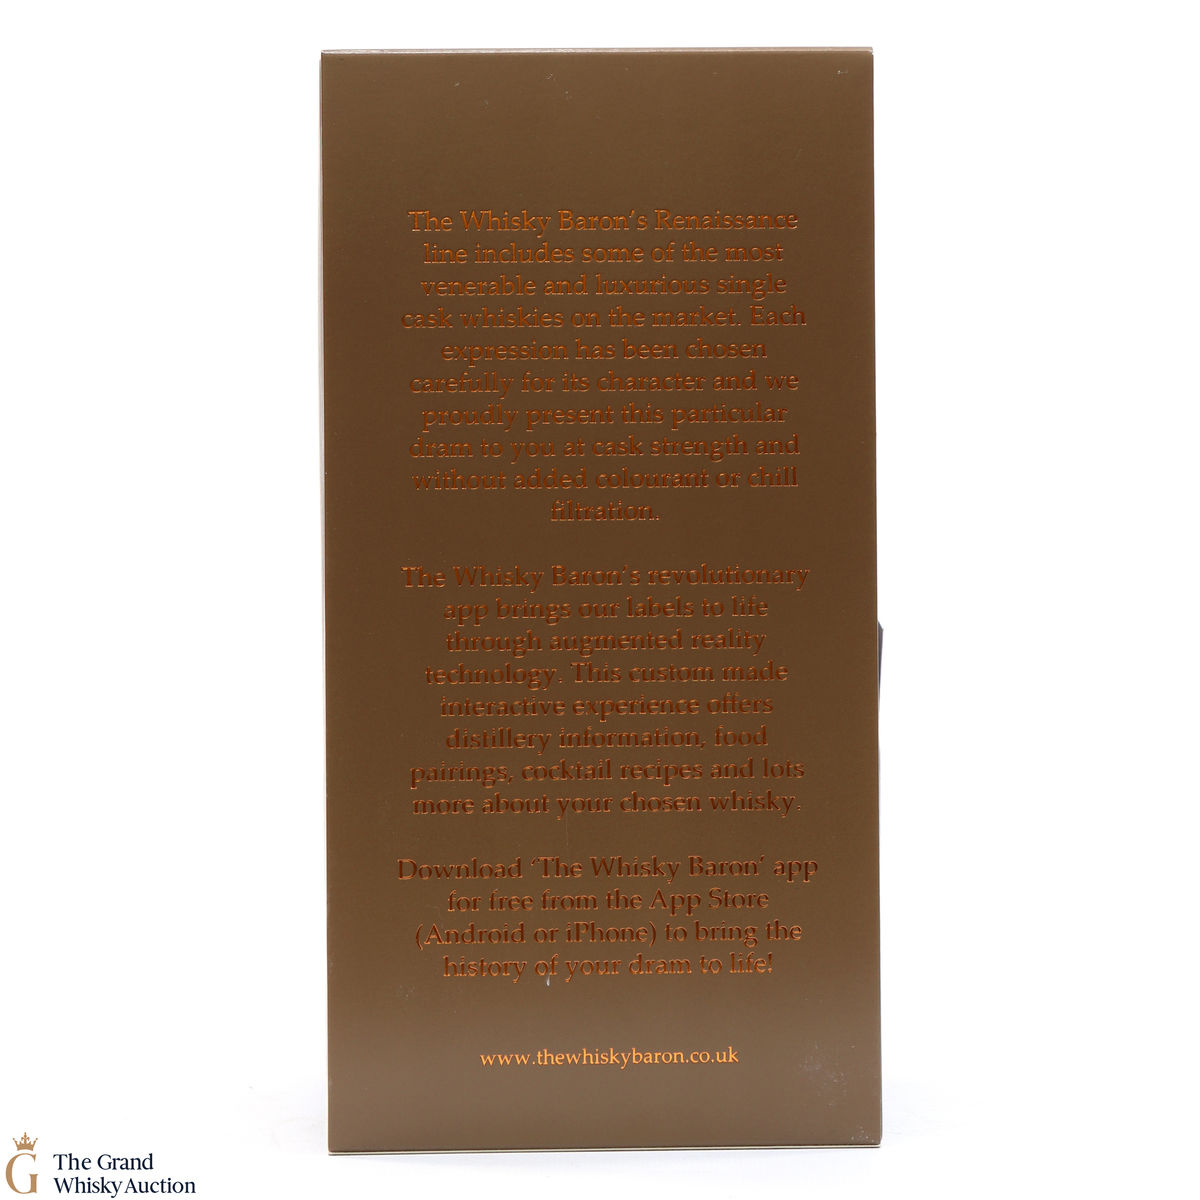 The Whisky Baron's Renaissance
line includes some of the most
venerable and luxurious single
cask whiskies on the market. Each
expression has been chosen
carefully for its character and we
proudly present this particular
dram to you at cask strength and
without added colourant or chill
filtration.
The Whisky Baron's revolutionary
app brings our labels to life
through augmented reality
technology. This custom made
interactive experience offers
distillery information, food
pairings, cocktail recipes and lots
more about your chosen whisky.
Download 'The Whisky Baron' app
for free from the App Store
(Android or iPhone) to bring the
history of your dram to life!
www.thewhiskybaron.co.uk
G
The Grand
Whisky Auction